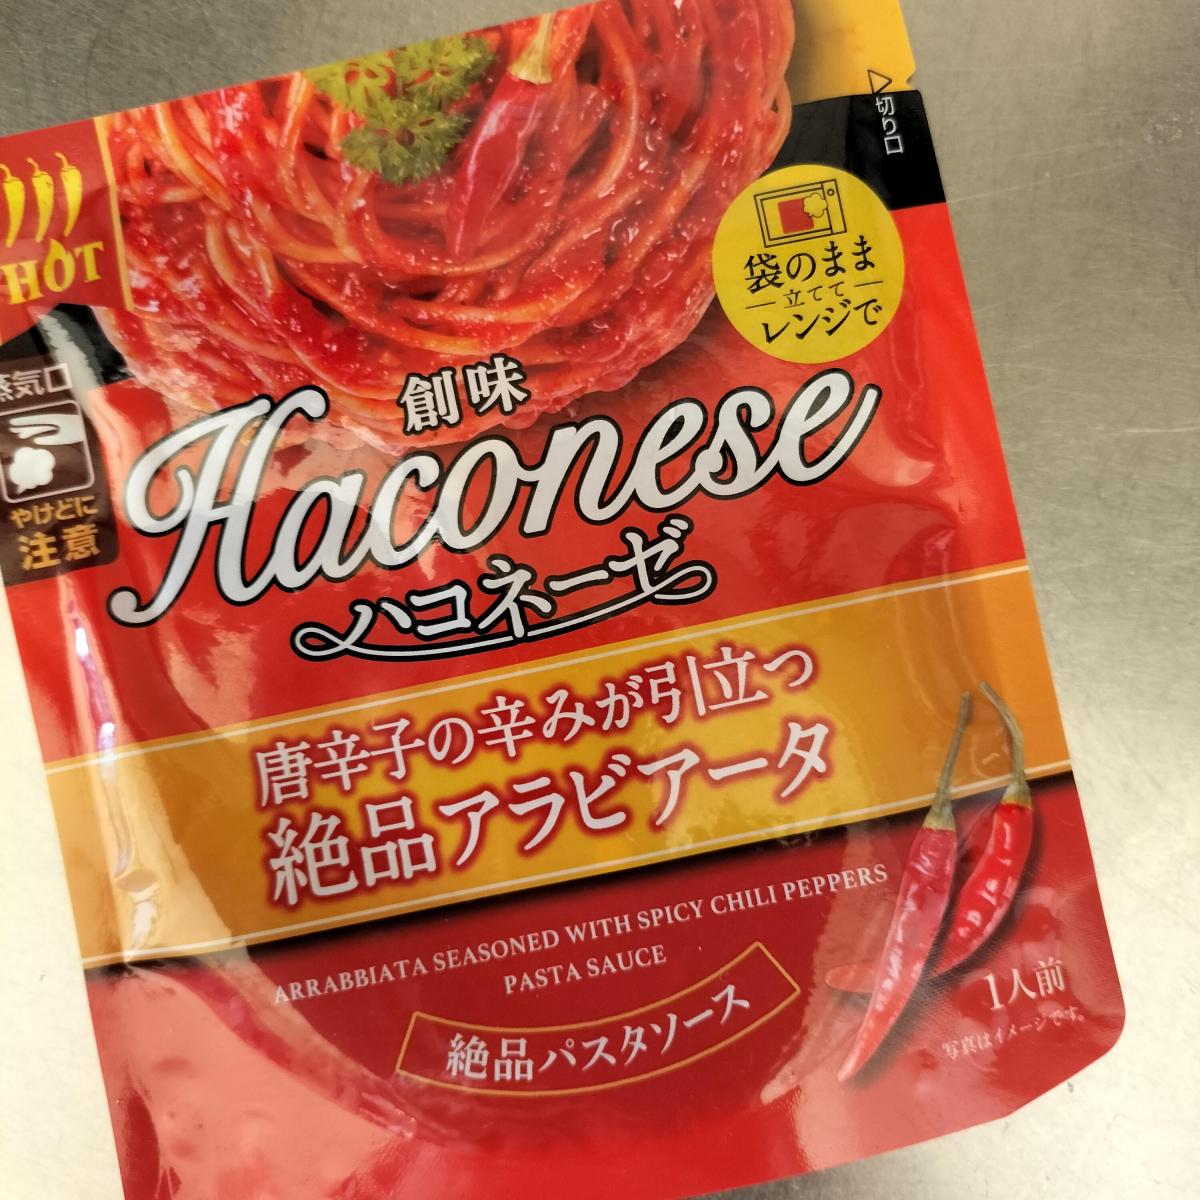 切り口
HOT
袋のまま
立てて
レンジで
蒸気口
やけどに
注意
創味
Haconese
ハコネーゼ
唐辛子の辛みが引立つ
絶品アラビアータ
ARRABBIATA SEASONED WITH SPICY CHILI PEPPERS
PASTA SAUCE
絶品パスタソース
1人前
写真はイメージです。